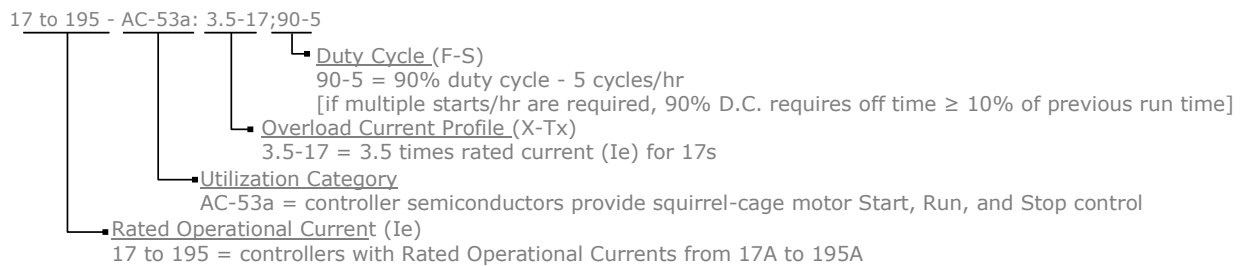 17 to 195 - AC-53a: 3.5-17;90-5
Duty Cycle (F-S)
90-5 = 90% duty cycle - 5 cycles/hr
[if multiple starts/hr are required, 90% D.C. requires off time ≥ 10% of previous run time]
Overload Current Profile (X-Tx)
3.5-17 = 3.5 times rated current (Ie) for 17s
Utilization Category
AC-53a = controller semiconductors provide squirrel-cage motor Start, Run, and Stop control
Rated Operational Current (Ie)
17 to 195 = controllers with Rated Operational Currents from 17A to 195A